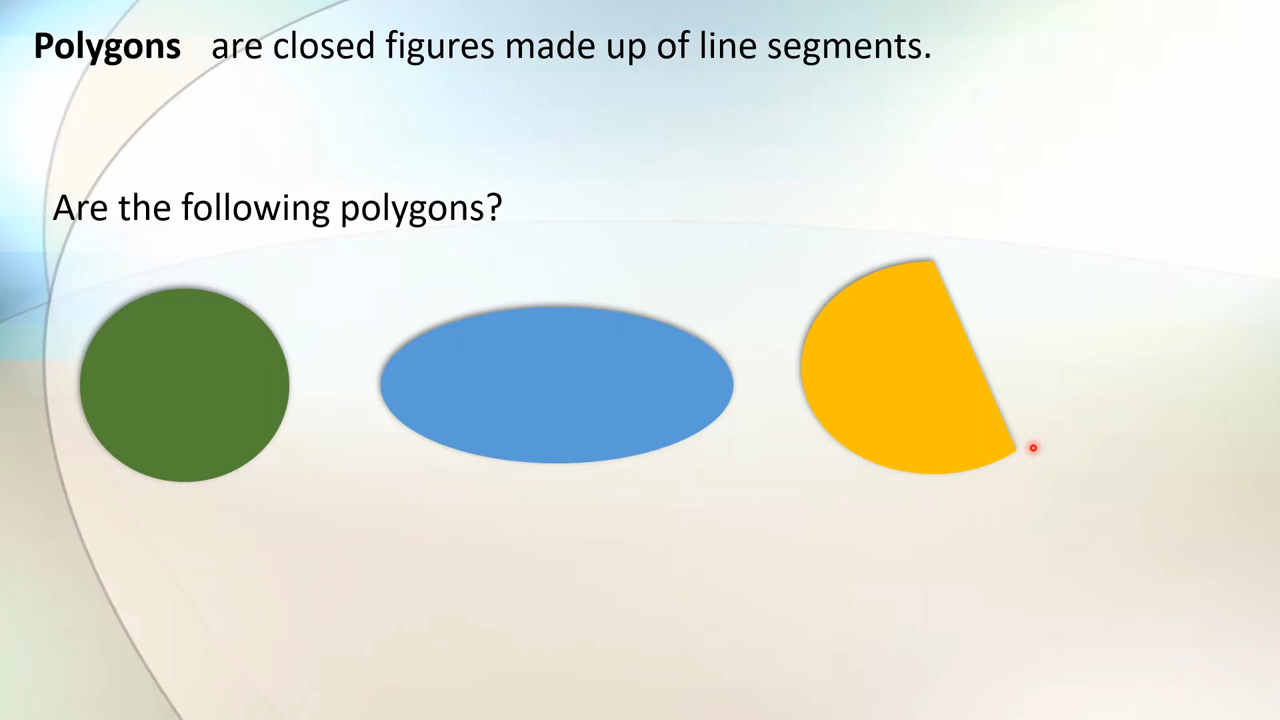 Polygons are closed figures made up of line segments.
Are the following polygons?